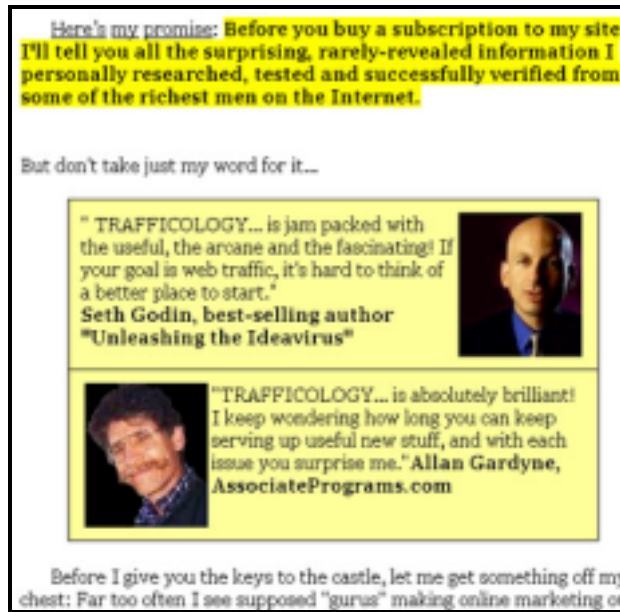 Here's my promise: Before you buy a subscription to my site
I'll tell you all the surprising, rarely-revealed information I
personally researched, tested and successfully verified from
some of the richest men on the Internet.
But don't take just my word for it...
" TRAFFICOLOGY... is jam packed with
the useful, the arcane and the fascinating! If
your goal is web traffic, it's hard to think of
a better place to start."
Seth Godin, best-selling author
"Unleashing the Ideavirus"
"TRAFFICOLOGY... is absolutely brilliant!
I keep wondering how long you can keep
serving up useful new stuff, and with each
issue you surprise me." Allan Gardyne,
AssociatePrograms.com
Before I give you the keys to the castle, let me get something off my
chest: Far too often I see supposed "gurus" making online marketing